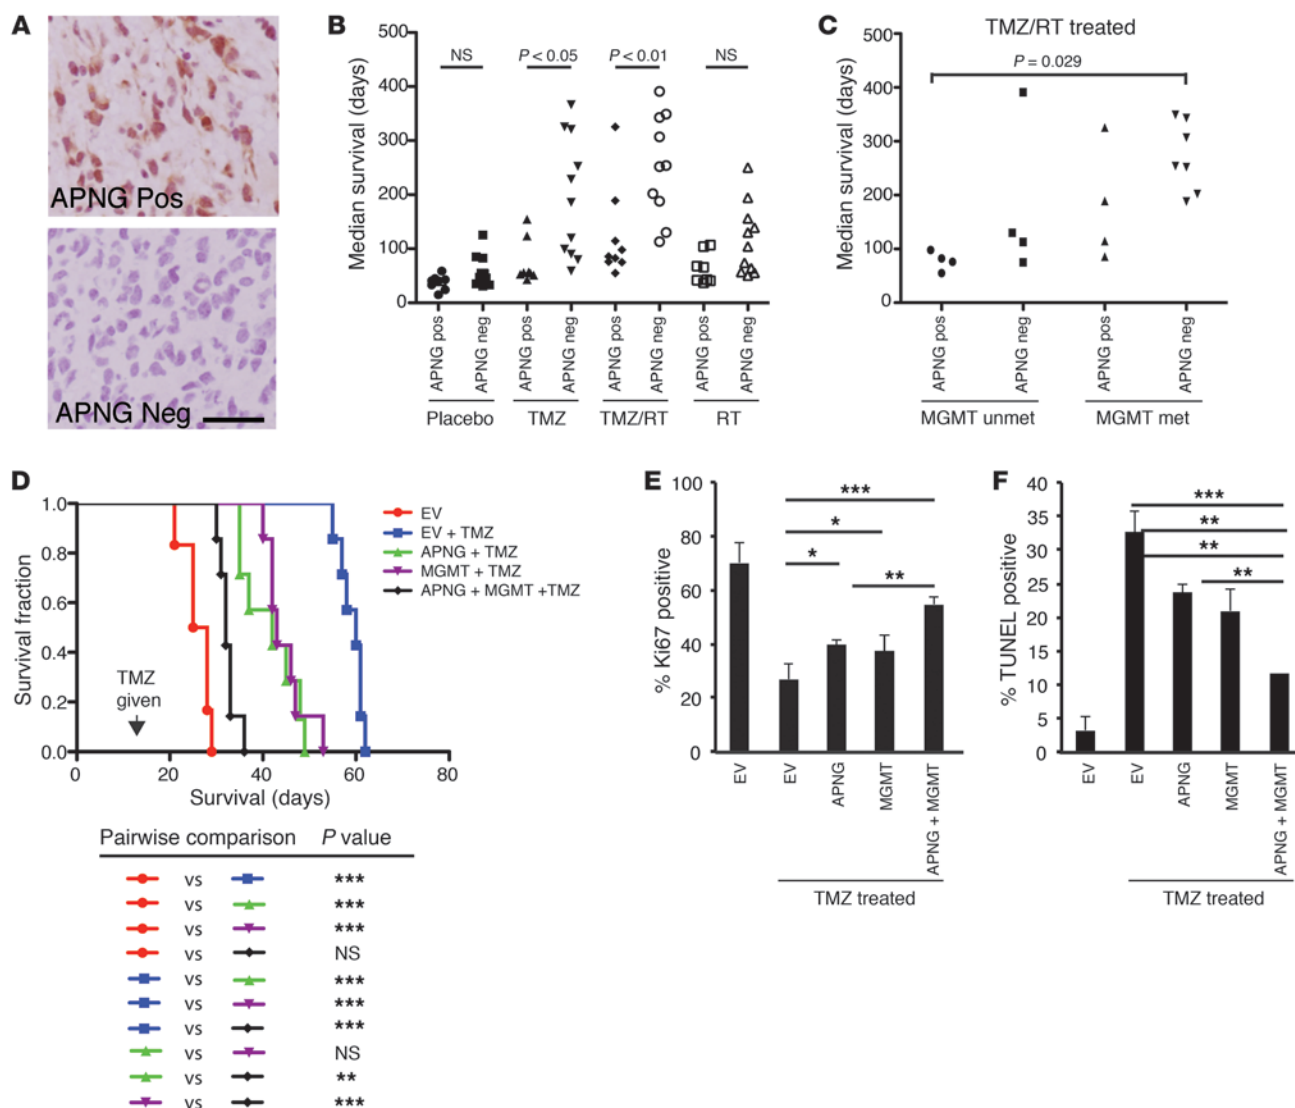 A
APNG Pos
APNG Neg
B
Median survival (days)
500
400
300
200
100
0
NS
P < 0.05
P < 0.01
NS
APNG pos
APNG neg
APNG pos
APNG neg
APNG pos
APNG neg
APNG pos
APNG neg
Placebo
TMZ
TMZ/RT
RT
C
TMZ/RT treated
Median survival (days)
500
400
300
200
100
0
P = 0.029
APNG pos
APNG neg
APNG pos
APNG neg
MGMT unmet
MGMT met
D
Survival fraction
1.0
0.8
0.6
0.4
0.2
0.0
TMZ
given
0 20 40 60 80
Survival (days)
EV
EV + TMZ
APNG + TMZ
MGMT + TMZ
APNG + MGMT +TMZ
Pairwise comparison P value
vs ***
vs ***
vs ***
vs NS
vs ***
vs ***
vs ***
vs NS
vs **
vs ***
E
% Ki67 positive
100
80
60
40
20
0
***
*
*
**
EV
EV
APNG
MGMT
APNG + MGMT
TMZ treated
F
% TUNEL positive
40
35
30
25
20
15
10
5
0
***
**
**
**
EV
EV
APNG
MGMT
APNG + MGMT
TMZ treated